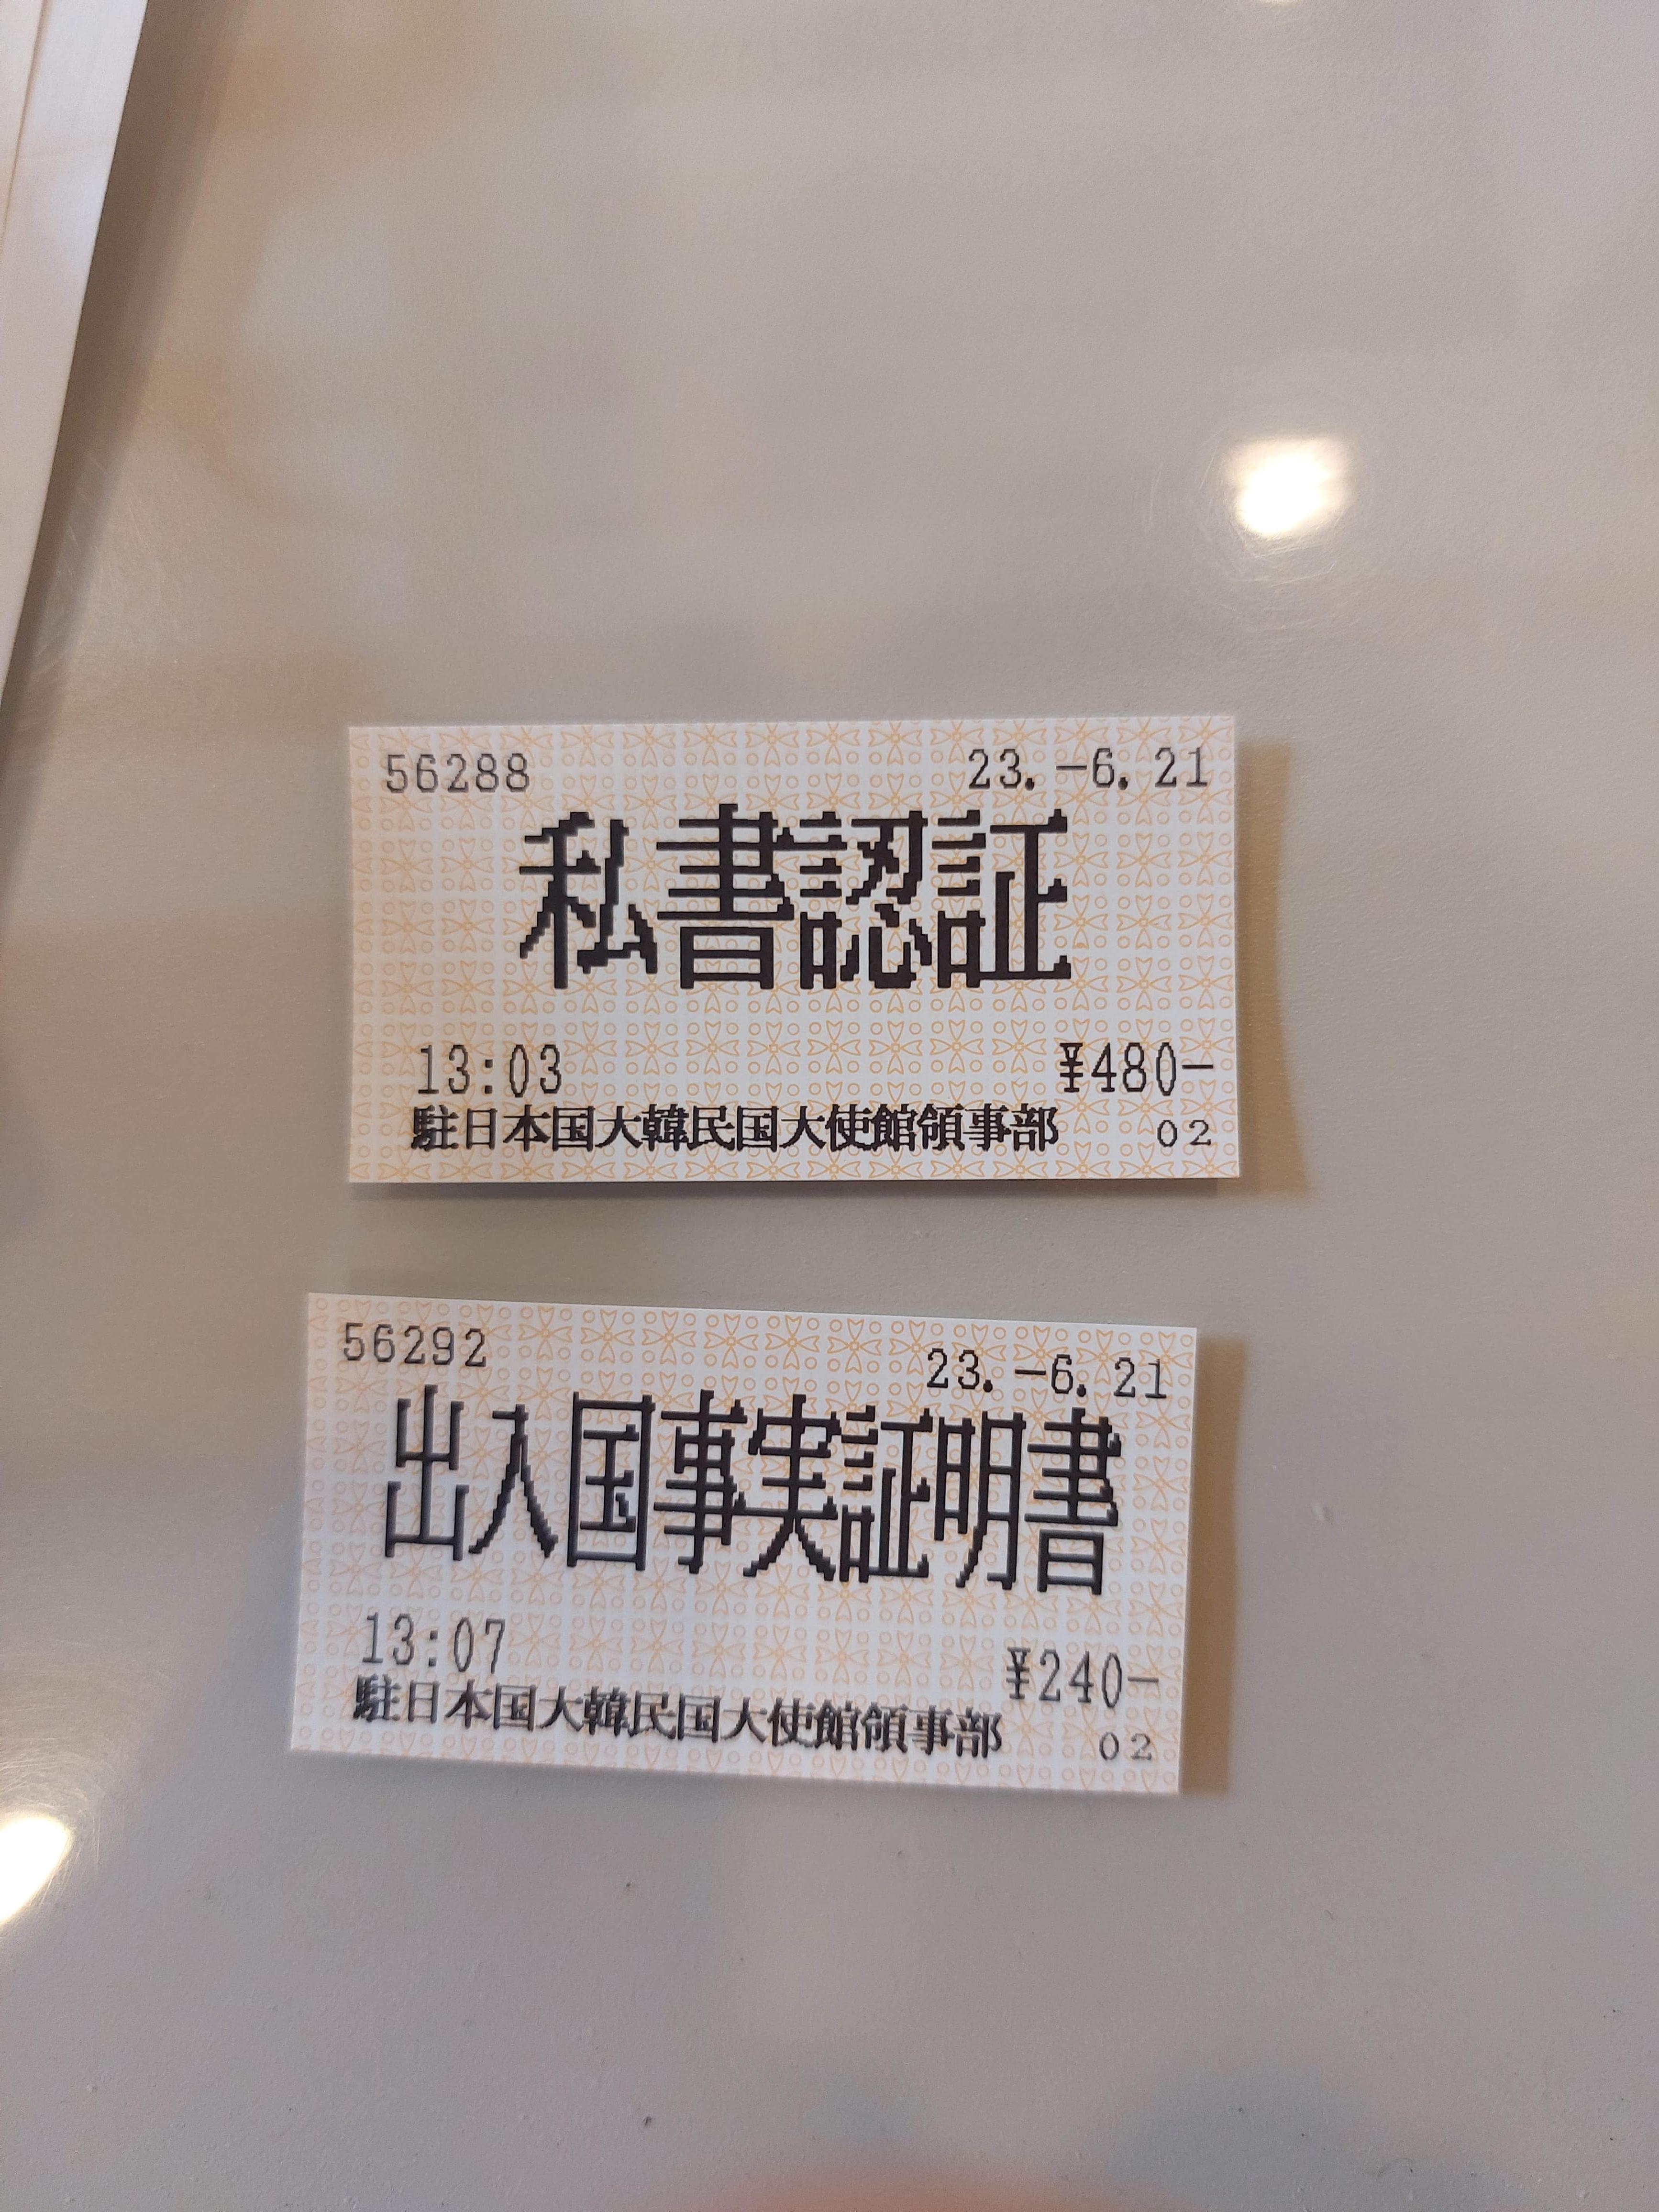 56288 23.-6.21
私書認証
13:03 ¥480-
駐日本国大韓民国大使館領事部 02
56292 23.-6.21
出入国事実証明書
13:07 ¥240-
駐日本国大韓民国大使館領事部 02